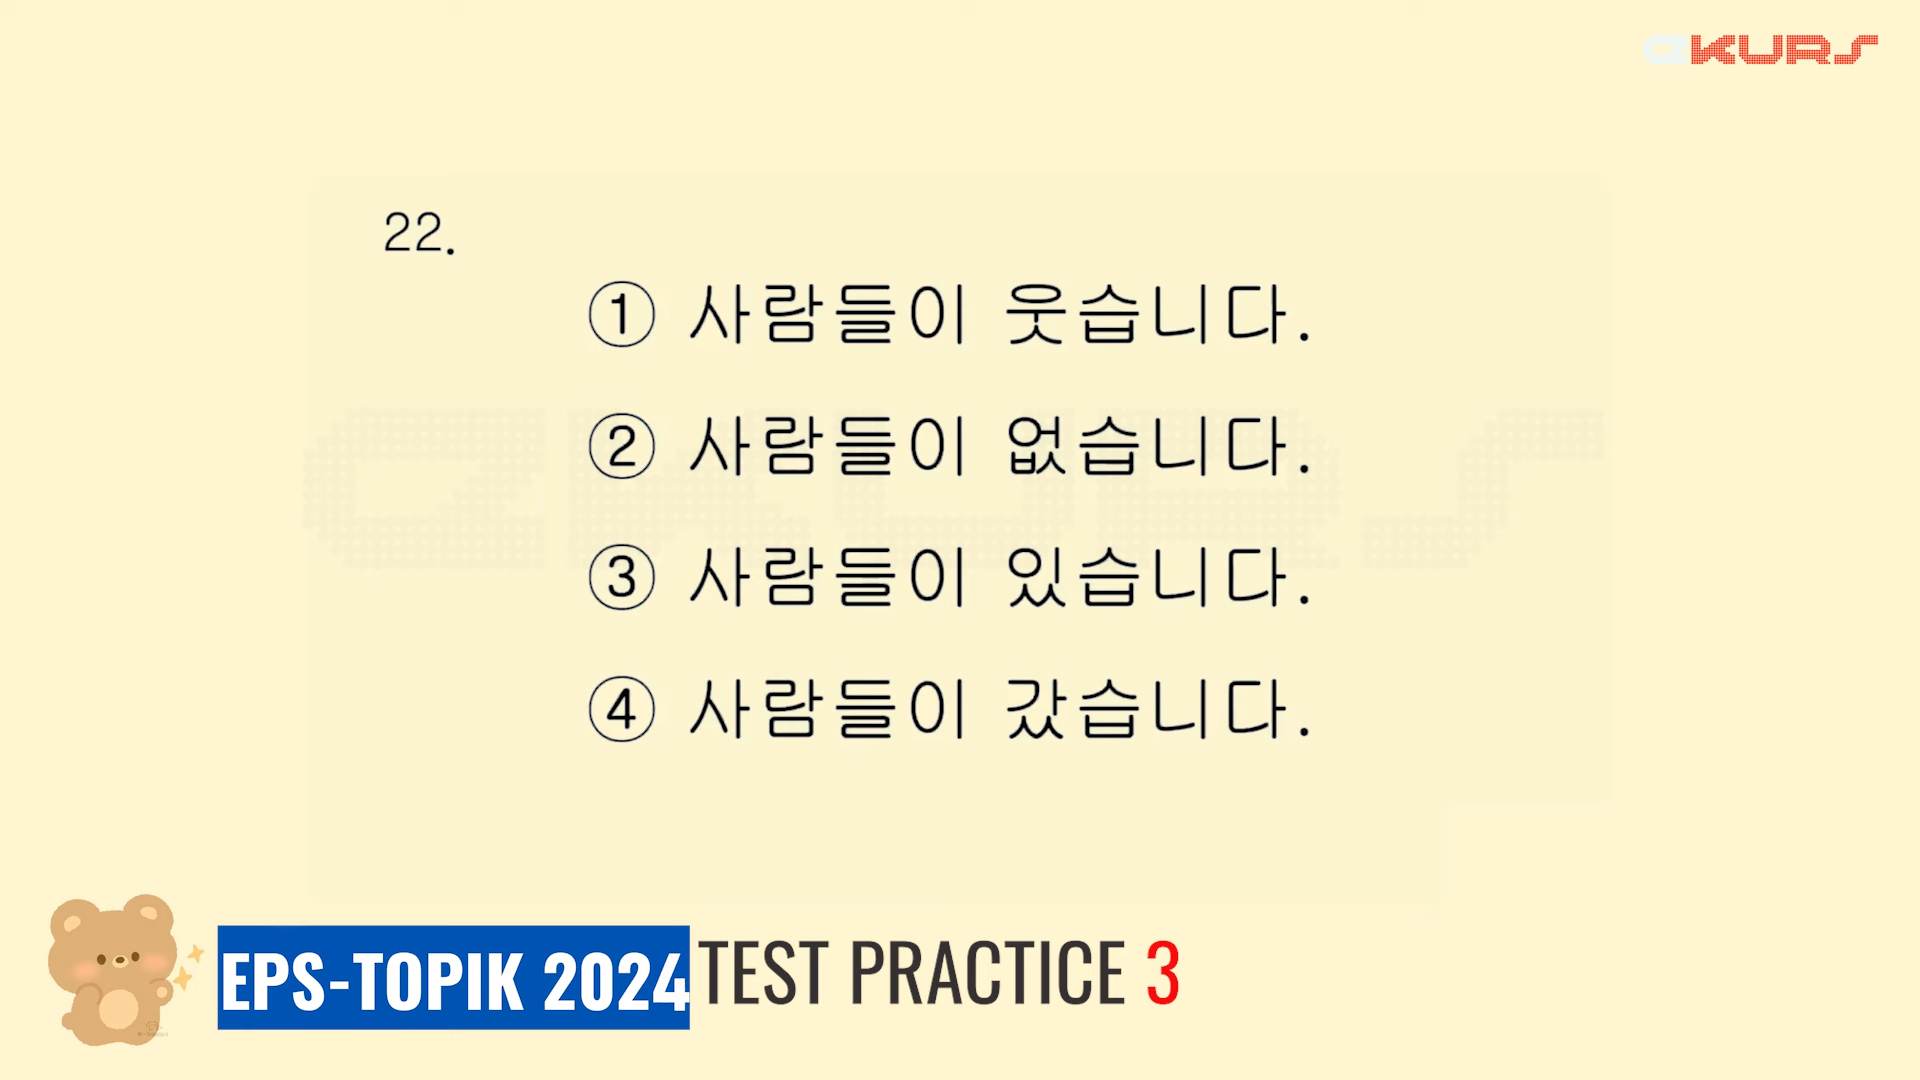 aKURS
22.
① 사람들이 웃습니다.
② 사람들이 없습니다.
③ 사람들이 있습니다.
④ 사람들이 갔습니다.
EPS-TOPIK 2024 TEST PRACTICE 3